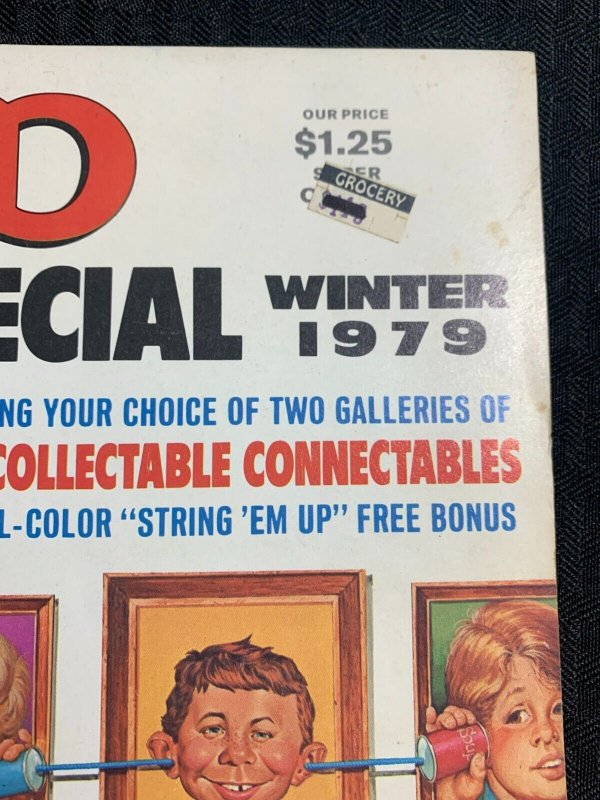 D
OUR PRICE
$1.25
GROCERY
ECIAL WINTER
1979
NG YOUR CHOICE OF TWO GALLERIES OF
COLLECTABLE CONNECTABLES
L-COLOR “STRING ’EM UP” FREE BONUS